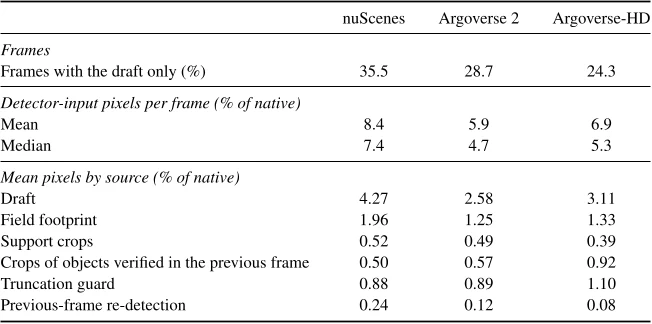 nuScenes Argoverse 2 Argoverse-HD
Frames
Frames with the draft only (%) 35.5 28.7 24.3
Detector-input pixels per frame (% of native)
Mean 8.4 5.9 6.9
Median 7.4 4.7 5.3
Mean pixels by source (% of native)
Draft 4.27 2.58 3.11
Field footprint 1.96 1.25 1.33
Support crops 0.52 0.49 0.39
Crops of objects verified in the previous frame 0.50 0.57 0.92
Truncation guard 0.88 0.89 1.10
Previous-frame re-detection 0.24 0.12 0.08